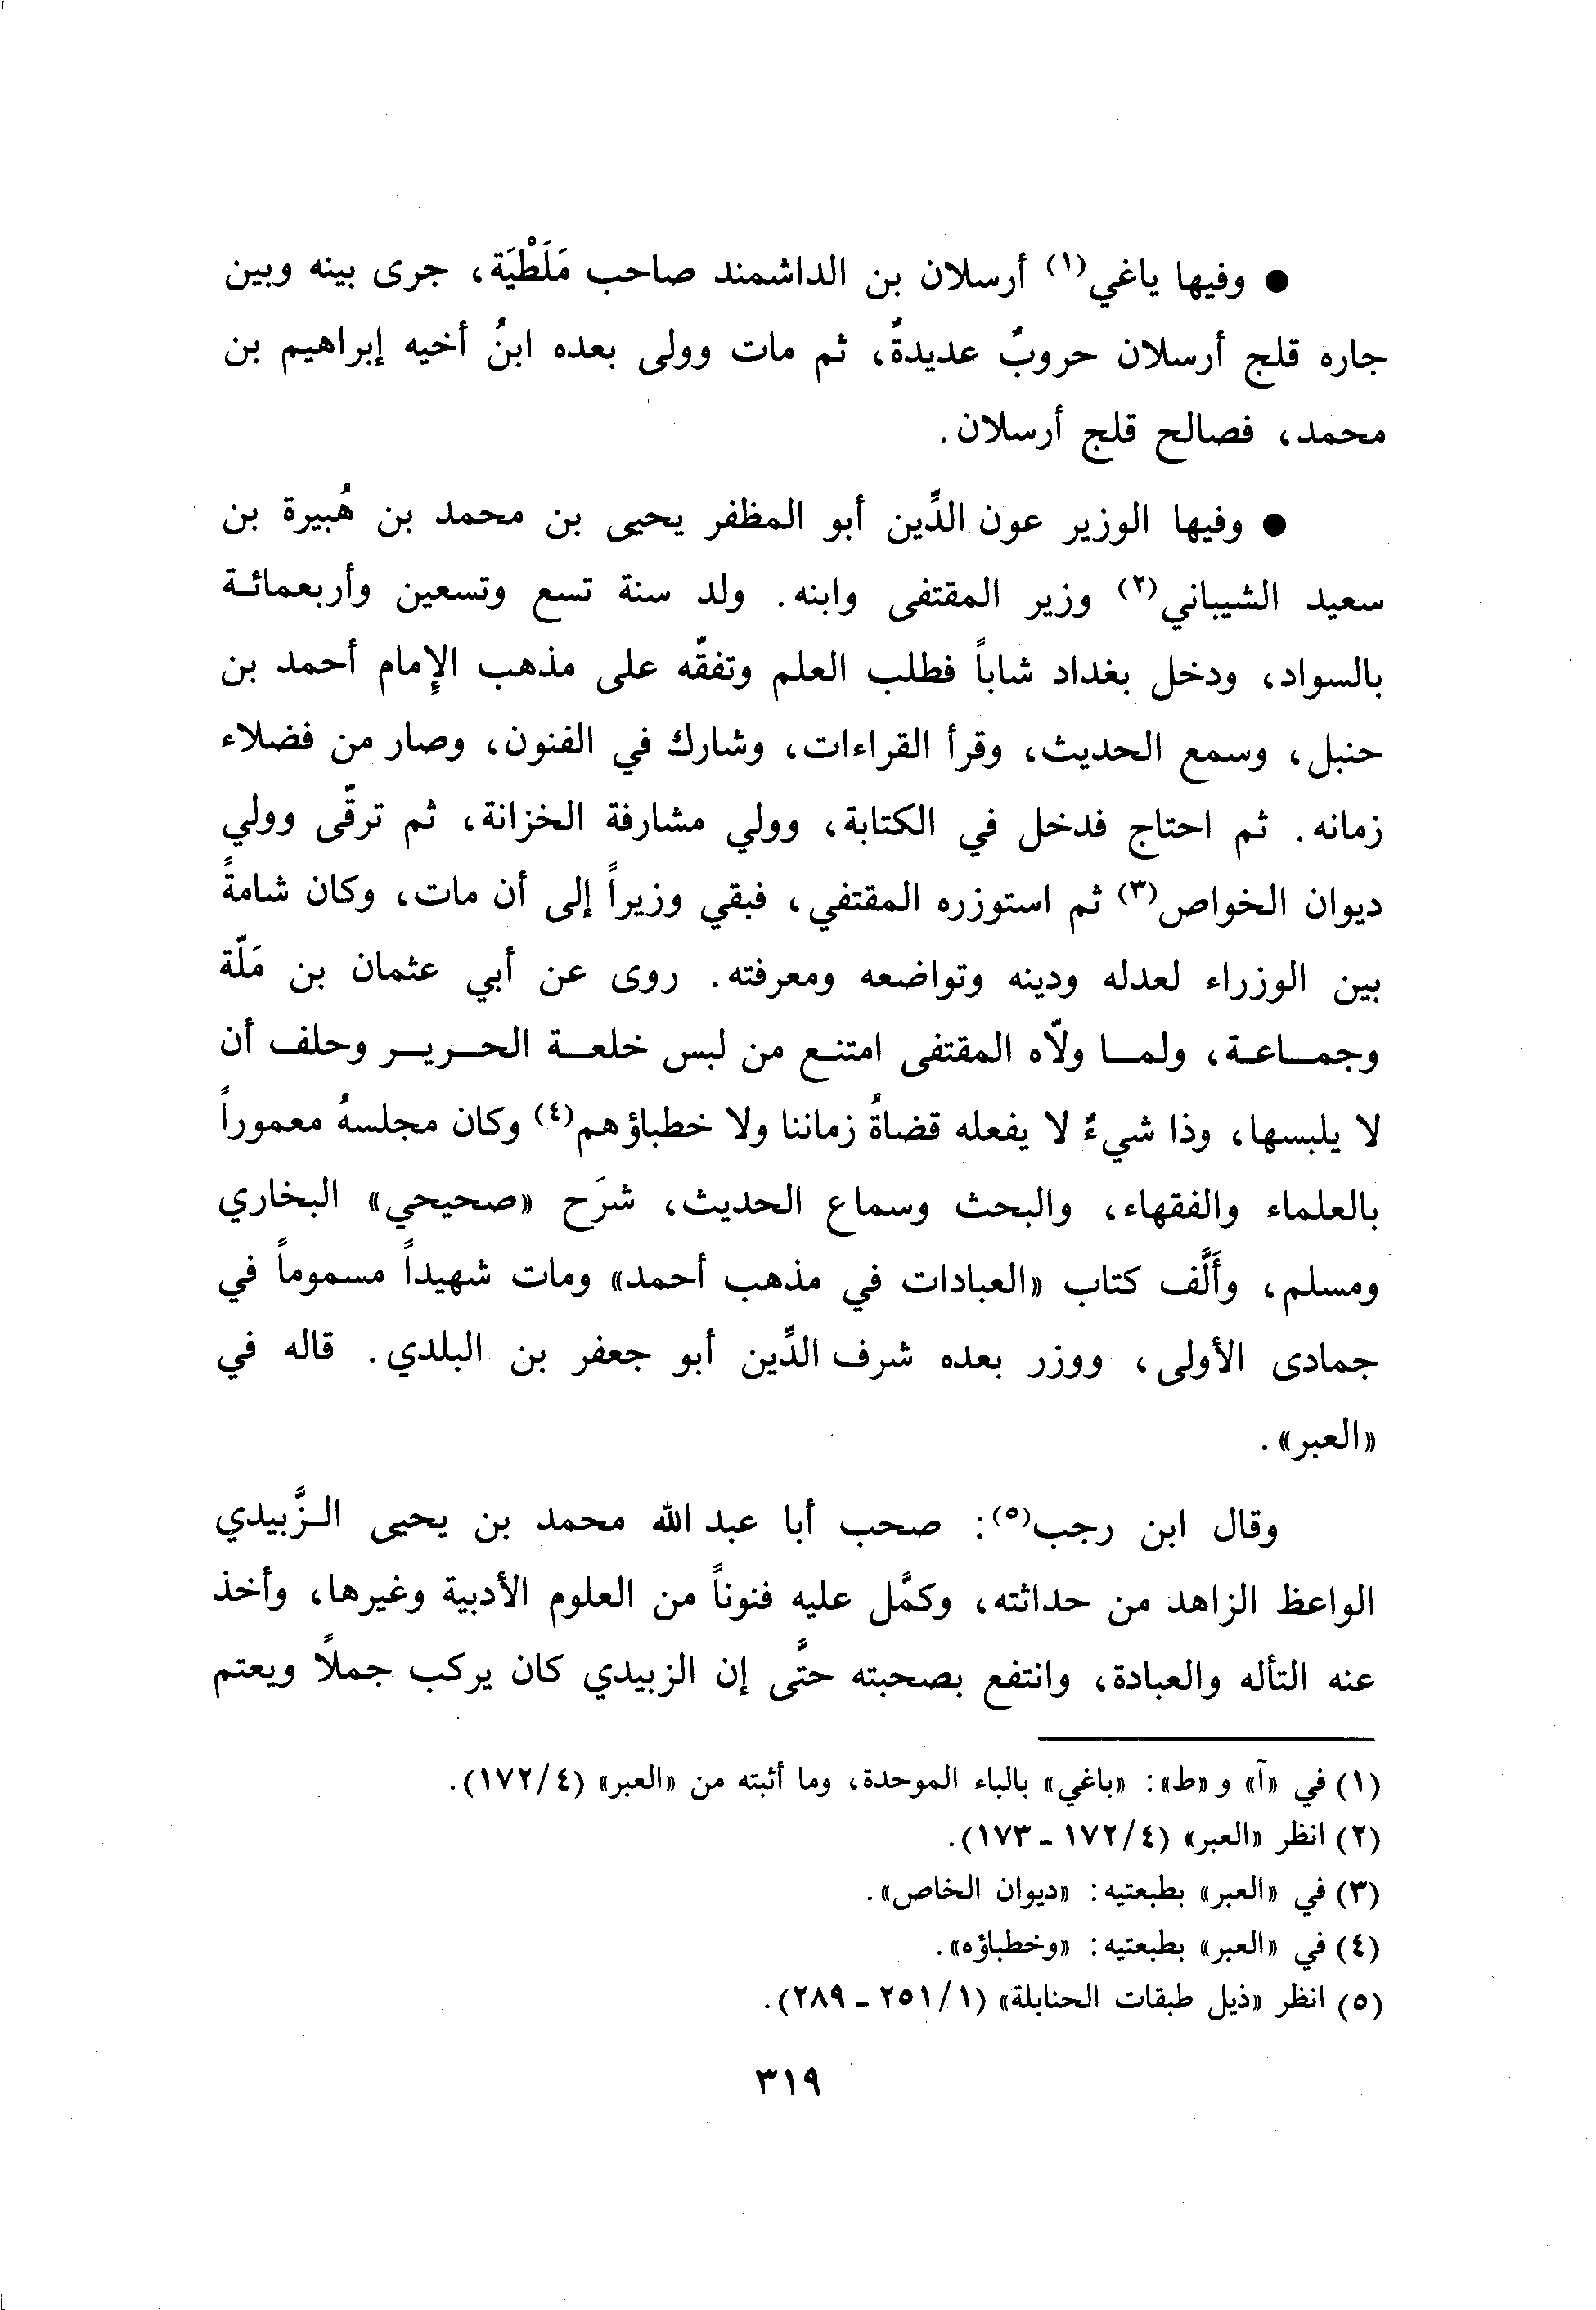 ● وفيها ياغي(١) أرسلان بن الداشمند صاحب مَلَطْيَة، جرى بينه وبين
جاره قلج أرسلان حروبٌ عديدةٌ، ثم مات وولى بعده ابنُ أخيه إبراهيم بن
محمد، فصالح قلج أرسلان.
● وفيها الوزير عون الدِّين أبو المظفر يحيى بن محمد بن هُبيرة بن
سعيد الشيباني(٢) وزير المقتفى وابنه. ولد سنة تسع وتسعين وأربعمائة
بالسواد، ودخل بغداد شاباً فطلب العلم وتفقّه على مذهب الإِمام أحمد بن
حنبل، وسمع الحديث، وقرأ القراءات، وشارك في الفنون، وصار من فضلاء
زمانه. ثم احتاج فدخل في الكتابة، وولي مشارفة الخزانة، ثم ترقّى وولي
ديوان الخواص(٣) ثم استوزره المقتفي، فبقي وزيراً إلى أن مات، وكان شامةً
بين الوزراء لعدله ودينه وتواضعه ومعرفته. روى عن أبي عثمان بن مَلّة
وجماعة، ولما ولّاه المقتفى امتنع من لبس خلعة الحرير وحلف أن
لا يلبسها، وذا شيءٌ لا يفعله قضاةُ زماننا ولا خطباؤهم(٤) وكان مجلسهُ معموراً
بالعلماء والفقهاء، والبحث وسماع الحديث، شرَح «صحيحي» البخاري
ومسلم، وأَلَّف كتاب «العبادات في مذهب أحمد» ومات شهيداً مسموماً في
جمادى الأولى، ووزر بعده شرف الدِّين أبو جعفر بن البلدي. قاله في
«العبر».
وقال ابن رجب(٥): صحب أبا عبد الله محمد بن يحيى الزَّبيدي
الواعظ الزاهد من حداثته، وكمَّل عليه فنوناً من العلوم الأدبية وغيرها، وأخذ
عنه التأله والعبادة، وانتفع بصحبته حتَّى إن الزبيدي كان يركب جملاً ويعتم
(١) في «آ» و«ط»: «باغي» بالباء الموحدة، وما أثبته من «العبر» (٤/١٧٢).
(٢) انظر «العبر» (٤/١٧٢ - ١٧٣).
(٣) في «العبر» بطبعتيه: «ديوان الخاص».
(٤) في «العبر» بطبعتيه: «وخطباؤه».
(٥) انظر «ذيل طبقات الحنابلة» (١/٢٥١ - ٢٨٩).
٣١٩